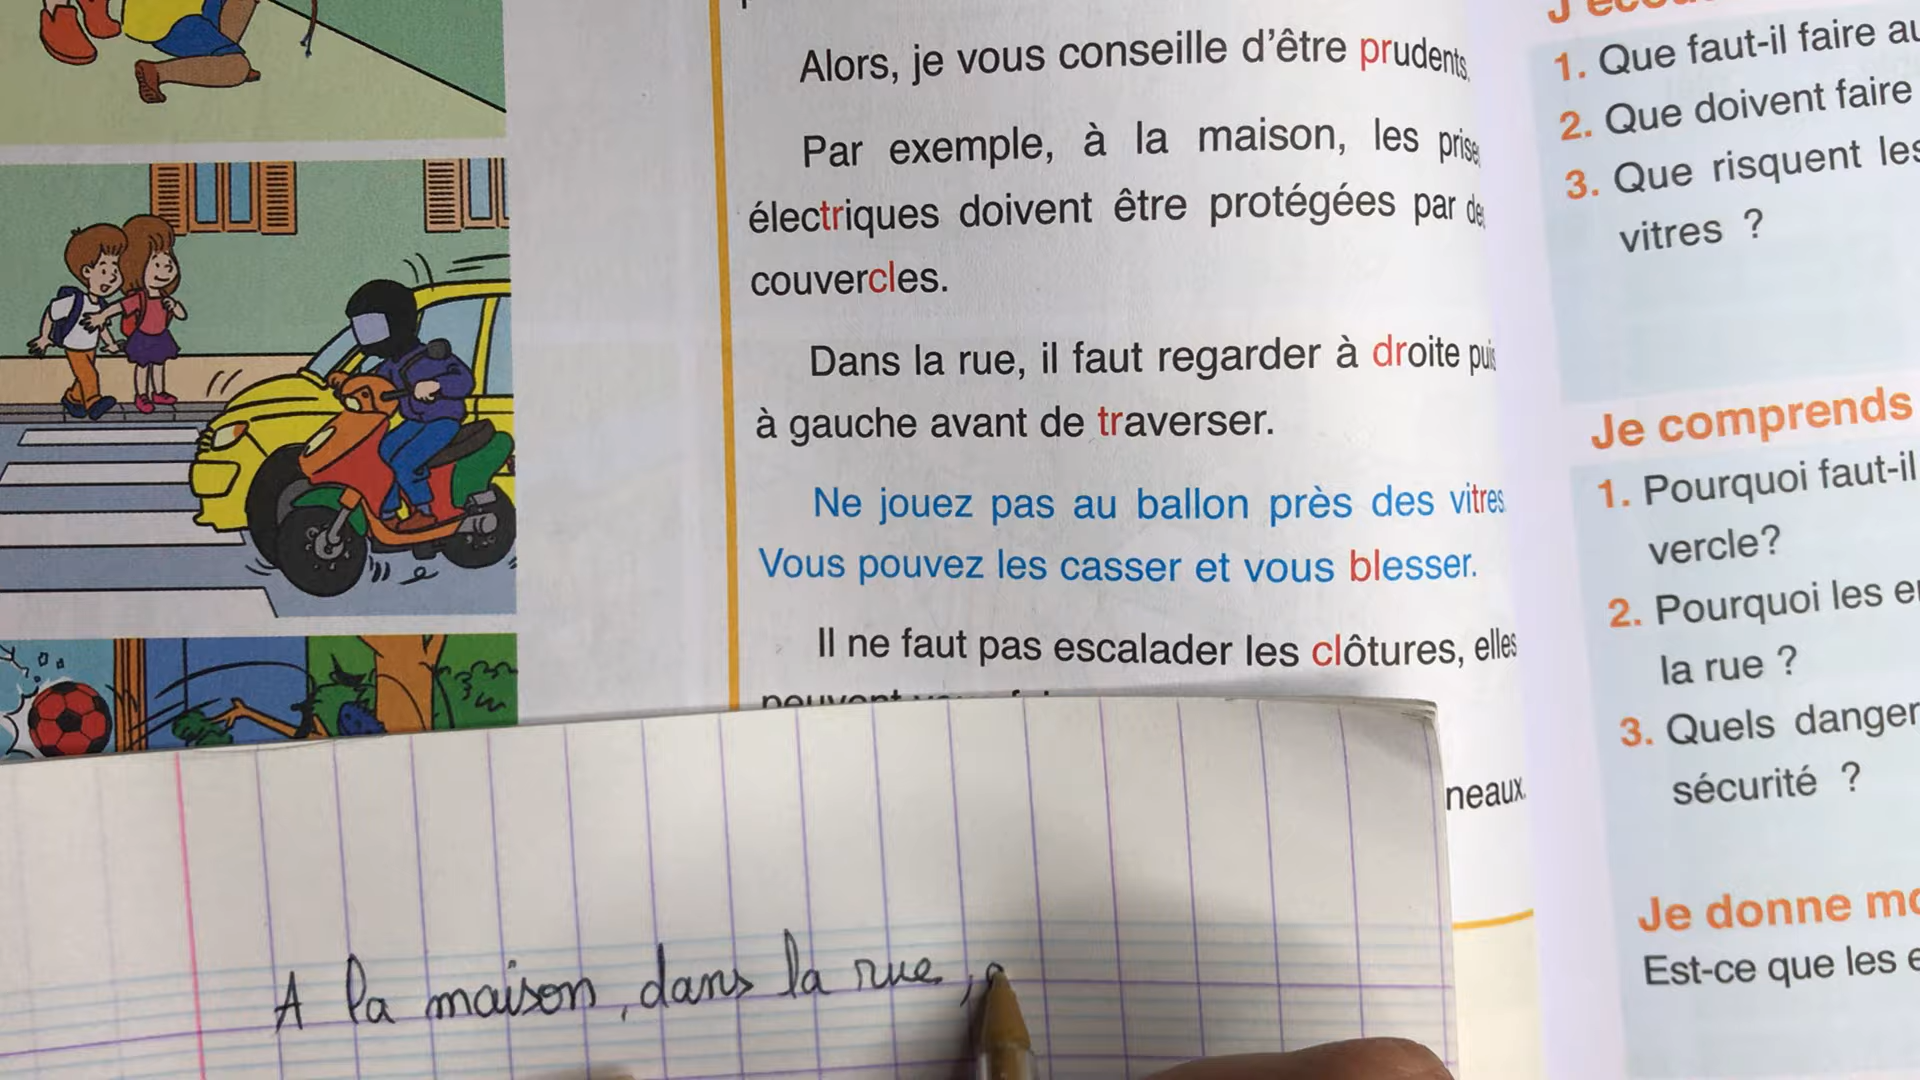 Alors, je vous conseille d'être prudents
Par exemple, à la maison, les prise
électriques doivent être protégées par de
couvercles.
Dans la rue, il faut regarder à droite puis
à gauche avant de traverser.
Ne jouez pas au ballon près des vitres.
Vous pouvez les casser et vous blesser.
Il ne faut pas escalader les clôtures, elles
neaux.
1. Que faut-il faire au
2. Que doivent faire
3. Que risquent les
vitres ?
Je comprends
1. Pourquoi faut-il
vercle?
2. Pourquoi les e
la rue ?
3. Quels danger
sécurité ?
Je donne mo
Est-ce que les e
A la maison, dans la rue,